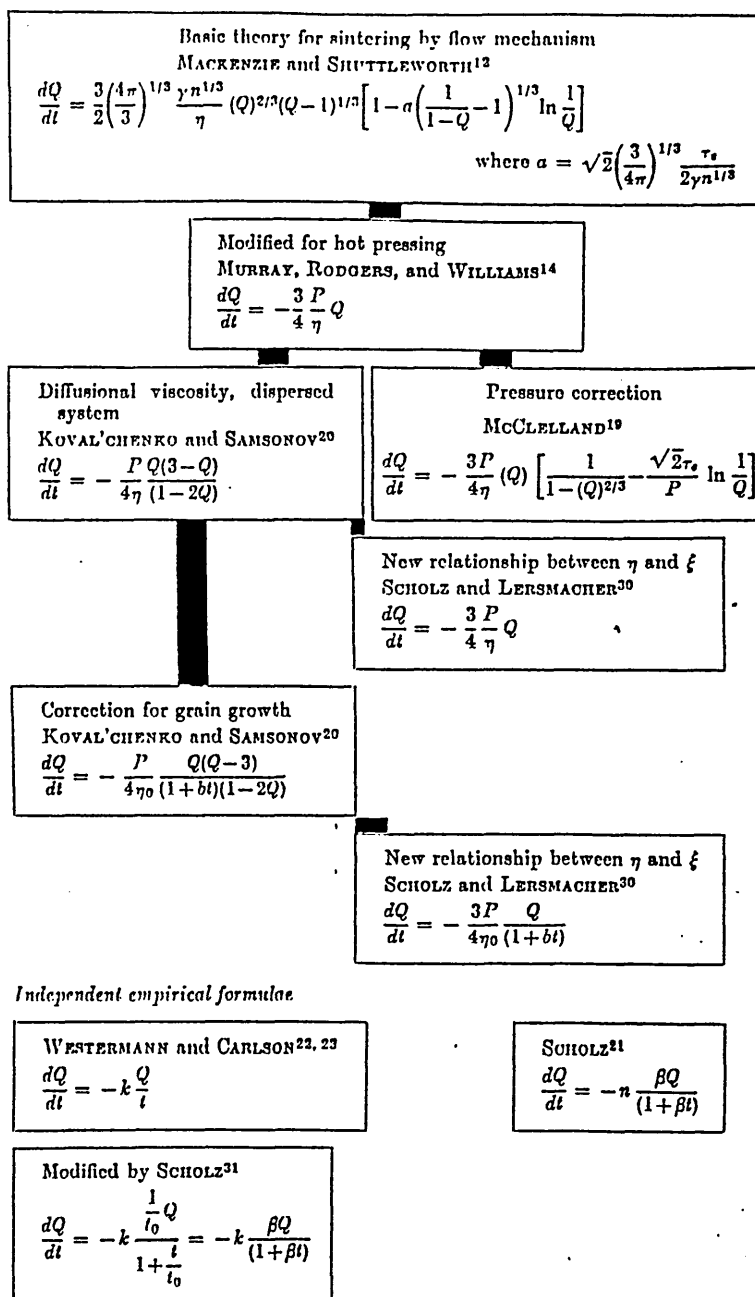 Basic theory for sintering by flow mechanism
MACKENZIE and SHUTTLEWORTH¹²
dQ/dt = 3/2 (4π/3)^{1/3} γn^{1/3}/η (Q)^{2/3}(Q−1)^{1/3}[1−a(1/(1−Q)−1)^{1/3} ln 1/Q]
where a = √2(3/4π)^{1/3} τ_c/2γn^{1/3}
Modified for hot pressing
MURRAY, RODGERS, and WILLIAMS¹⁴
dQ/dt = −3/4 P/η Q
Diffusional viscosity, dispersed
system
KOVAL'CHENKO and SAMSONOV²⁰
dQ/dt = − P/4η Q(3−Q)/(1−2Q)
Pressure correction
MCCLELLAND¹⁹
dQ/dt = − 3P/4η (Q) [1/(1−(Q)^{2/3}) − √2τ_c/P ln 1/Q]
New relationship between η and ξ
SCHOLZ and LERSMACHER³⁰
dQ/dt = − 3/4 P/η Q
Correction for grain growth
KOVAL'CHENKO and SAMSONOV²⁰
dQ/dt = − P/4η₀ Q(Q−3)/(1+bt)(1−2Q)
New relationship between η and ξ
SCHOLZ and LERSMACHER³⁰
dQ/dt = − 3P/4η₀ Q/(1+bt)
Independent empirical formulae
WESTERMANN and CARLSON²²,²³
dQ/dt = −k Q/t
SCHOLZ²¹
dQ/dt = −n βQ/(1+βt)
Modified by SCHOLZ³¹
dQ/dt = −k (1/t₀ Q)/(1+t/t₀) = −k βQ/(1+βt)